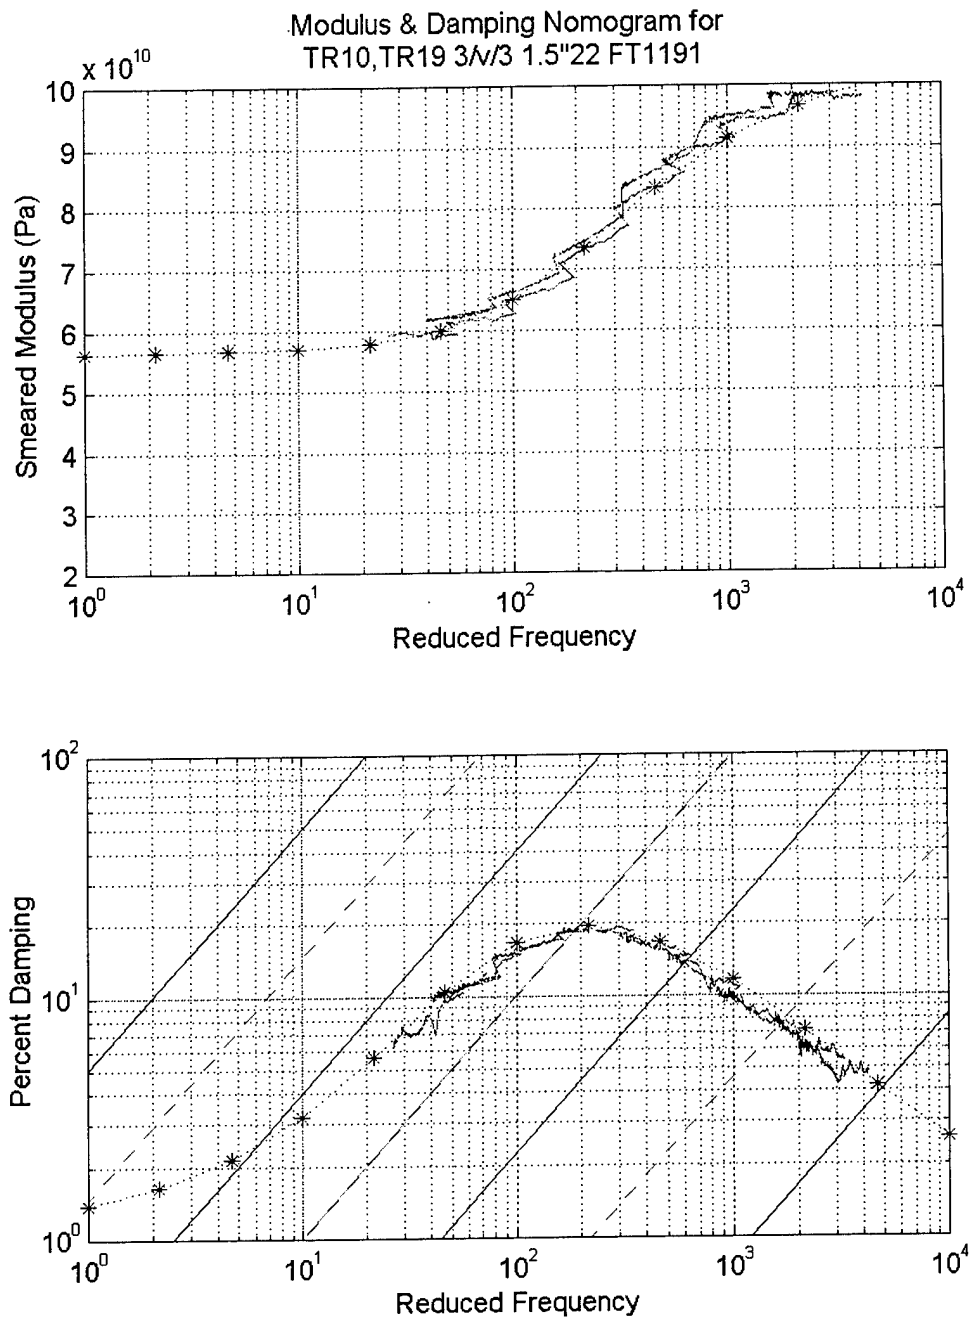 Modulus & Damping Nomogram for
TR10,TR19 3/v/3 1.5"22 FT1191
x 10^10
10
9
8
7
6
5
4
3
2
Smeared Modulus (Pa)
10^0 10^1 10^2 10^3 10^4
Reduced Frequency
10^2
10^1
10^0
Percent Damping
10^0 10^1 10^2 10^3 10^4
Reduced Frequency